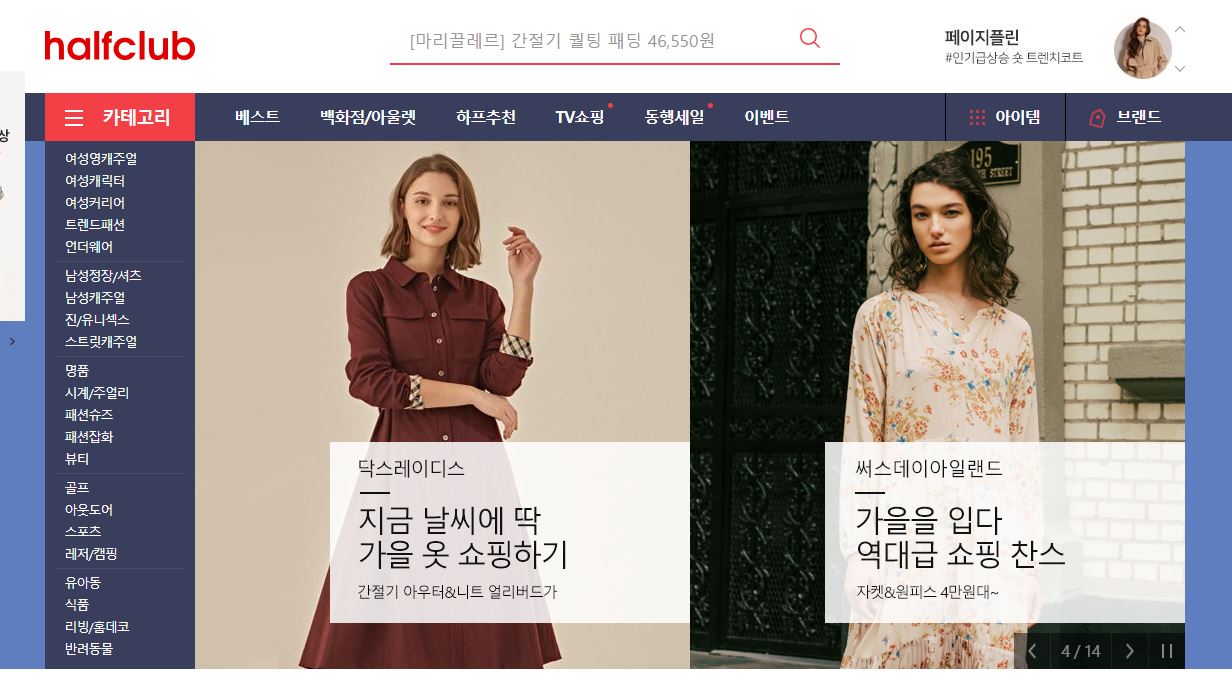 halfclub
[마리끌레르] 간절기 퀼팅 패딩 46,550원
페이지플린
#인기급상승 숏 트렌치코트
상
카테고리
베스트 백화점/아울렛 하프추천 TV쇼핑 동행세일 이벤트
아이템 브랜드
여성영캐주얼
여성캐릭터
여성커리어
트렌드패션
언더웨어
남성정장/셔츠
남성캐주얼
진/유니섹스
스트릿캐주얼
명품
시계/주얼리
패션슈즈
패션잡화
뷰티
골프
아웃도어
스포츠
레저/캠핑
유아동
식품
리빙/홈데코
반려동물
닥스레이디스
지금 날씨에 딱
가을 옷 쇼핑하기
간절기 아우터&니트 얼리버드가
195
써스데이아일랜드
가을을 입다
역대급 쇼핑 찬스
자켓&원피스 4만원대~
4 / 14